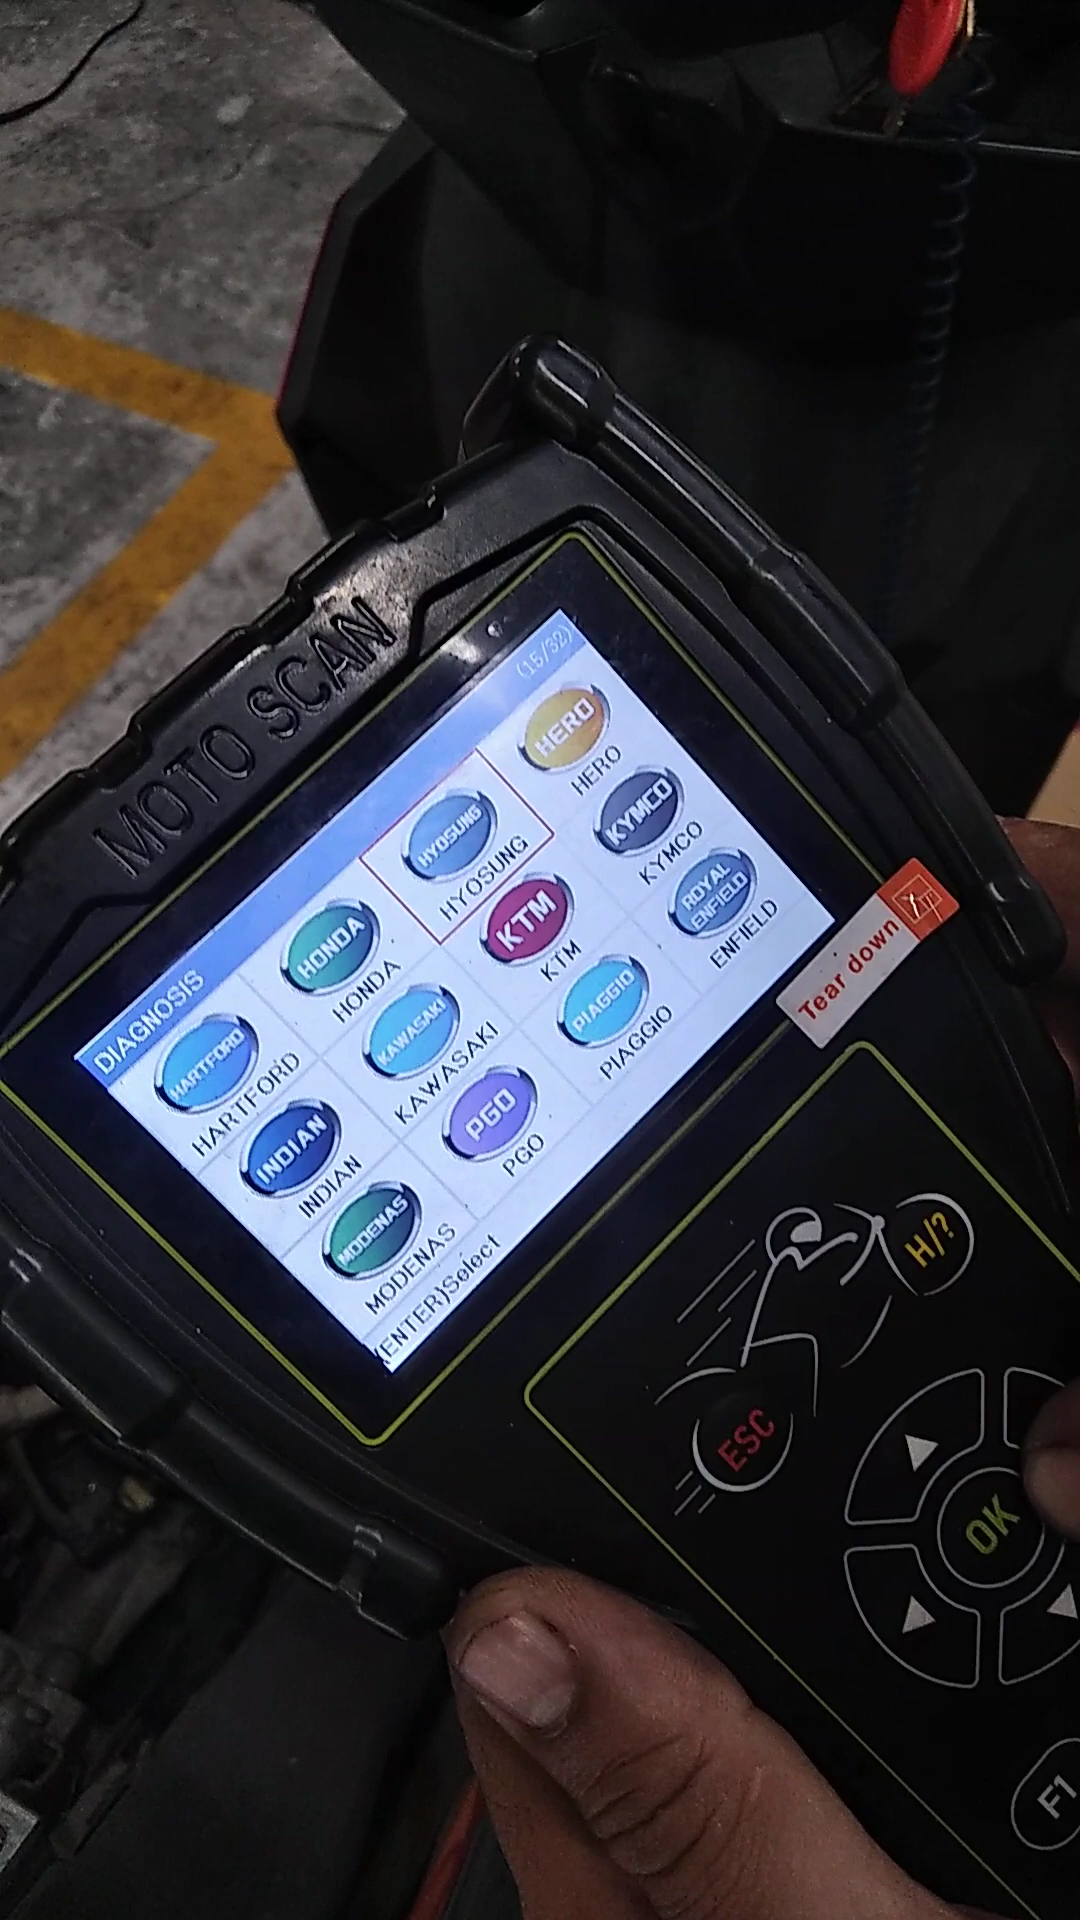 MOTO SCAN
DIAGNOSIS (15/32)
HARTFORD HONDA HYOSUNG HERO
HARTFORD HONDA HYOSUNG HERO
INDIAN KAWASAKI KTM KYMCO
INDIAN KAWASAKI KTM KYMCO
MODENAS PGO PIAGGIO ROYAL ENFIELD
MODENAS PGO PIAGGIO ENFIELD
(ENTER)Select
Tear down
H/?
ESC
OK
F1